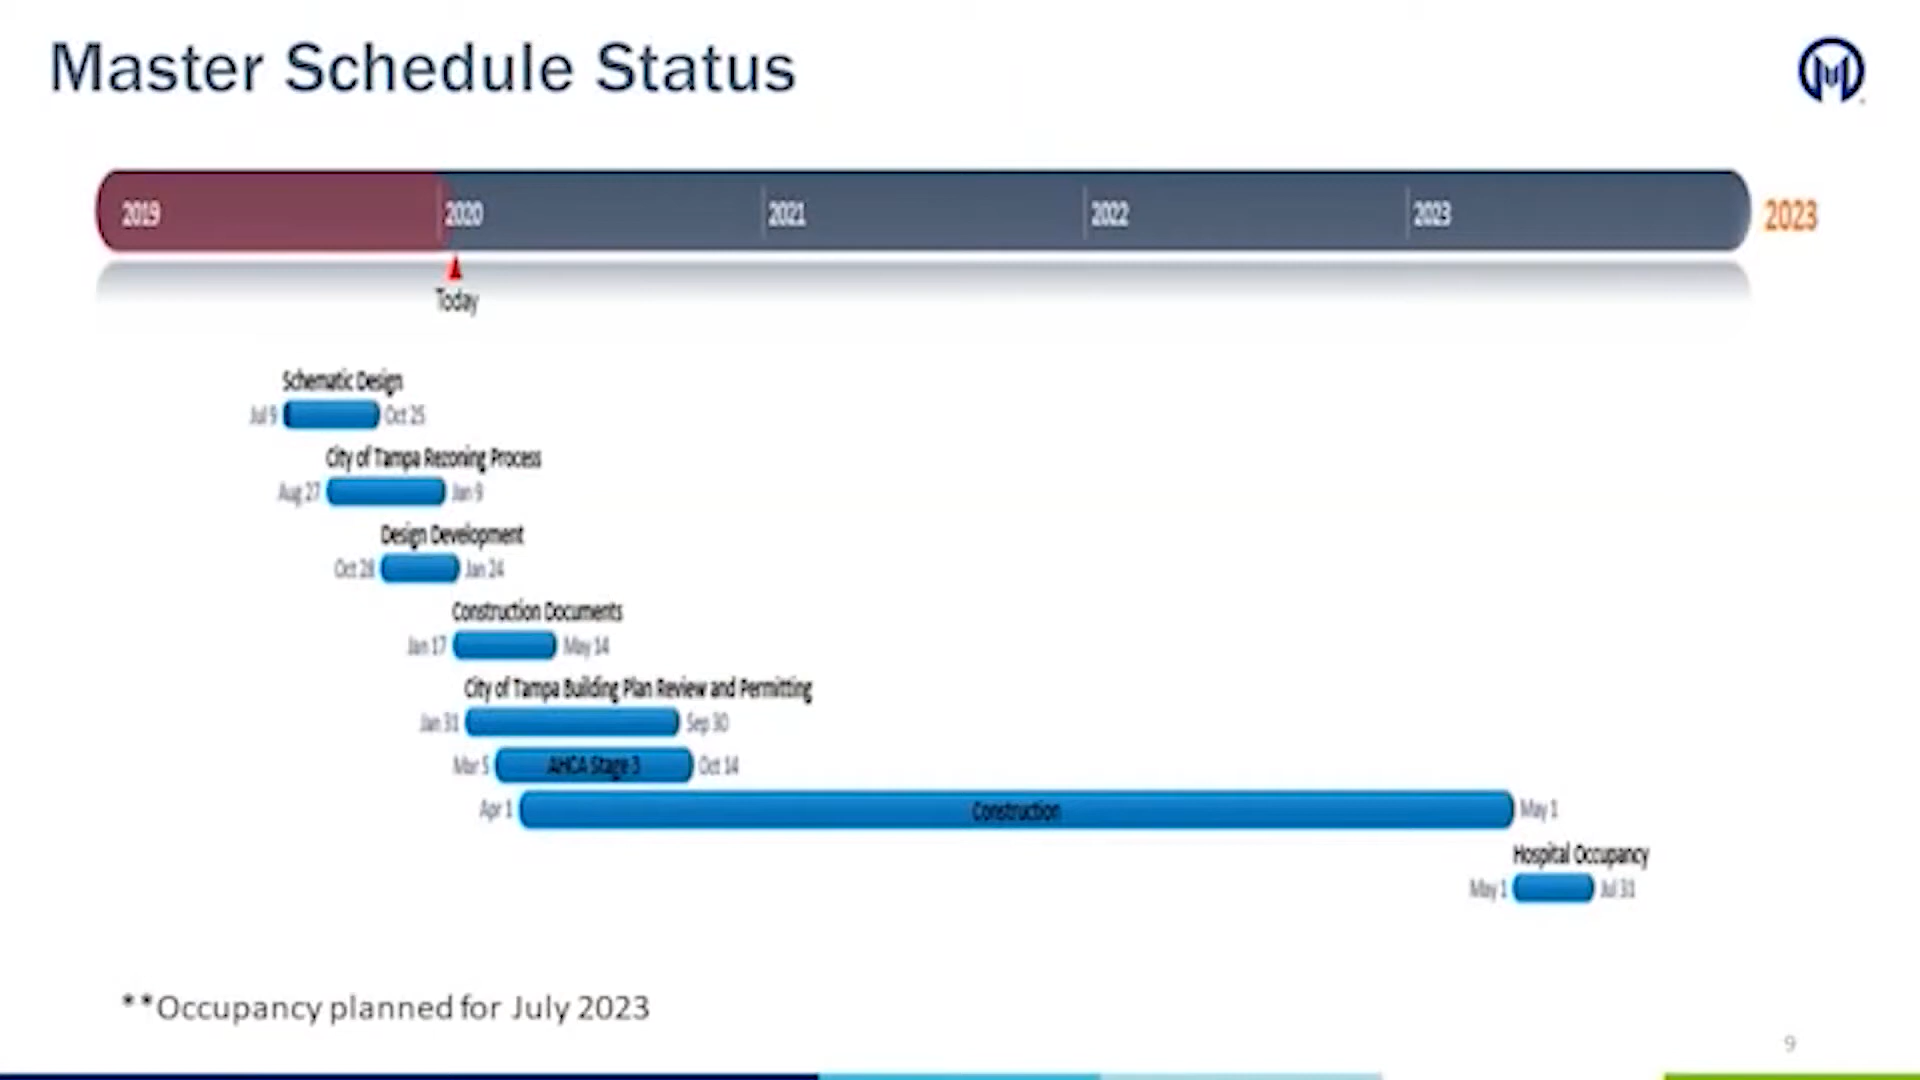 Master Schedule Status
2019 2020 2021 2022 2023 2023
Today
Schematic Design
Jul 9 Oct 25
City of Tampa Rezoning Process
Aug 27 Jan 9
Design Development
Oct 28 Jan 24
Construction Documents
Jan 17 May 14
City of Tampa Building Plan Review and Permitting
Jan 31 Sep 30
Mar 5 AHCA Stage 3 Oct 14
Apr 1 Construction May 1
Hospital Occupancy
May 1 Jul 31
**Occupancy planned for July 2023
9